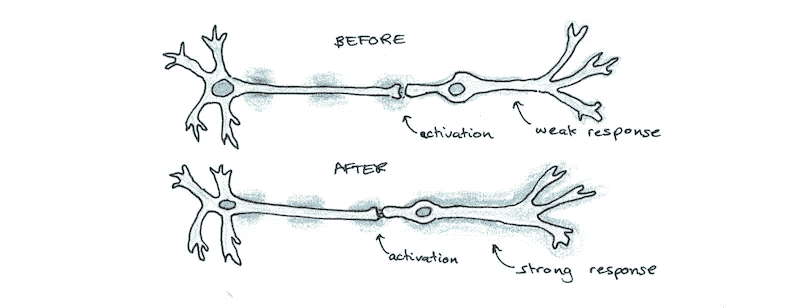 BEFORE
activation
weak response
AFTER
activation
strong response